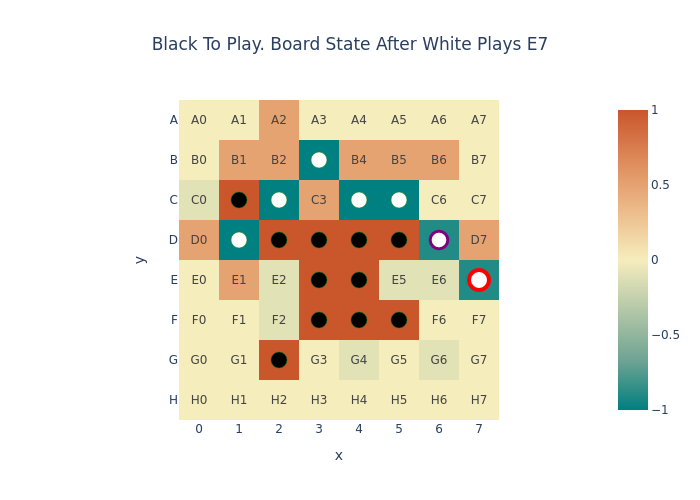 Black To Play. Board State After White Plays E7
A A0 A1 A2 A3 A4 A5 A6 A7
B B0 B1 B2 B4 B5 B6 B7
C C0 C3 C6 C7
D D0 D7
E E0 E1 E2 E5 E6
F F0 F1 F2 F6 F7
G G0 G1 G3 G4 G5 G6 G7
H H0 H1 H2 H3 H4 H5 H6 H7
0 1 2 3 4 5 6 7
x
y
1
0.5
0
−0.5
−1